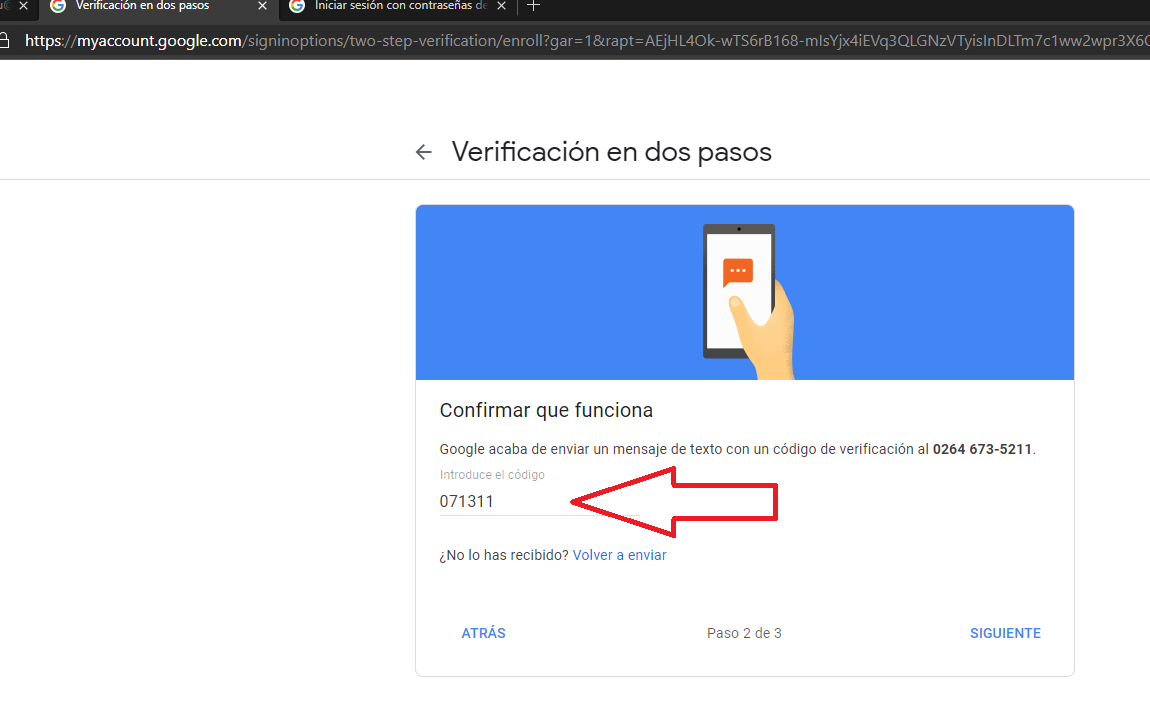 Verificación en dos pasos
Iniciar sesión con contraseñas de
https://myaccount.google.com/signinoptions/two-step-verification/enroll?gar=1&rapt=AEjHL4Ok-wTS6rB168-mIsYjx4iEVq3QLGNzVTyisInDLTm7c1ww2wpr3X6
Verificación en dos pasos
Confirmar que funciona
Google acaba de enviar un mensaje de texto con un código de verificación al 0264 673-5211.
Introduce el código
071311
¿No lo has recibido? Volver a enviar
ATRÁS
Paso 2 de 3
SIGUIENTE